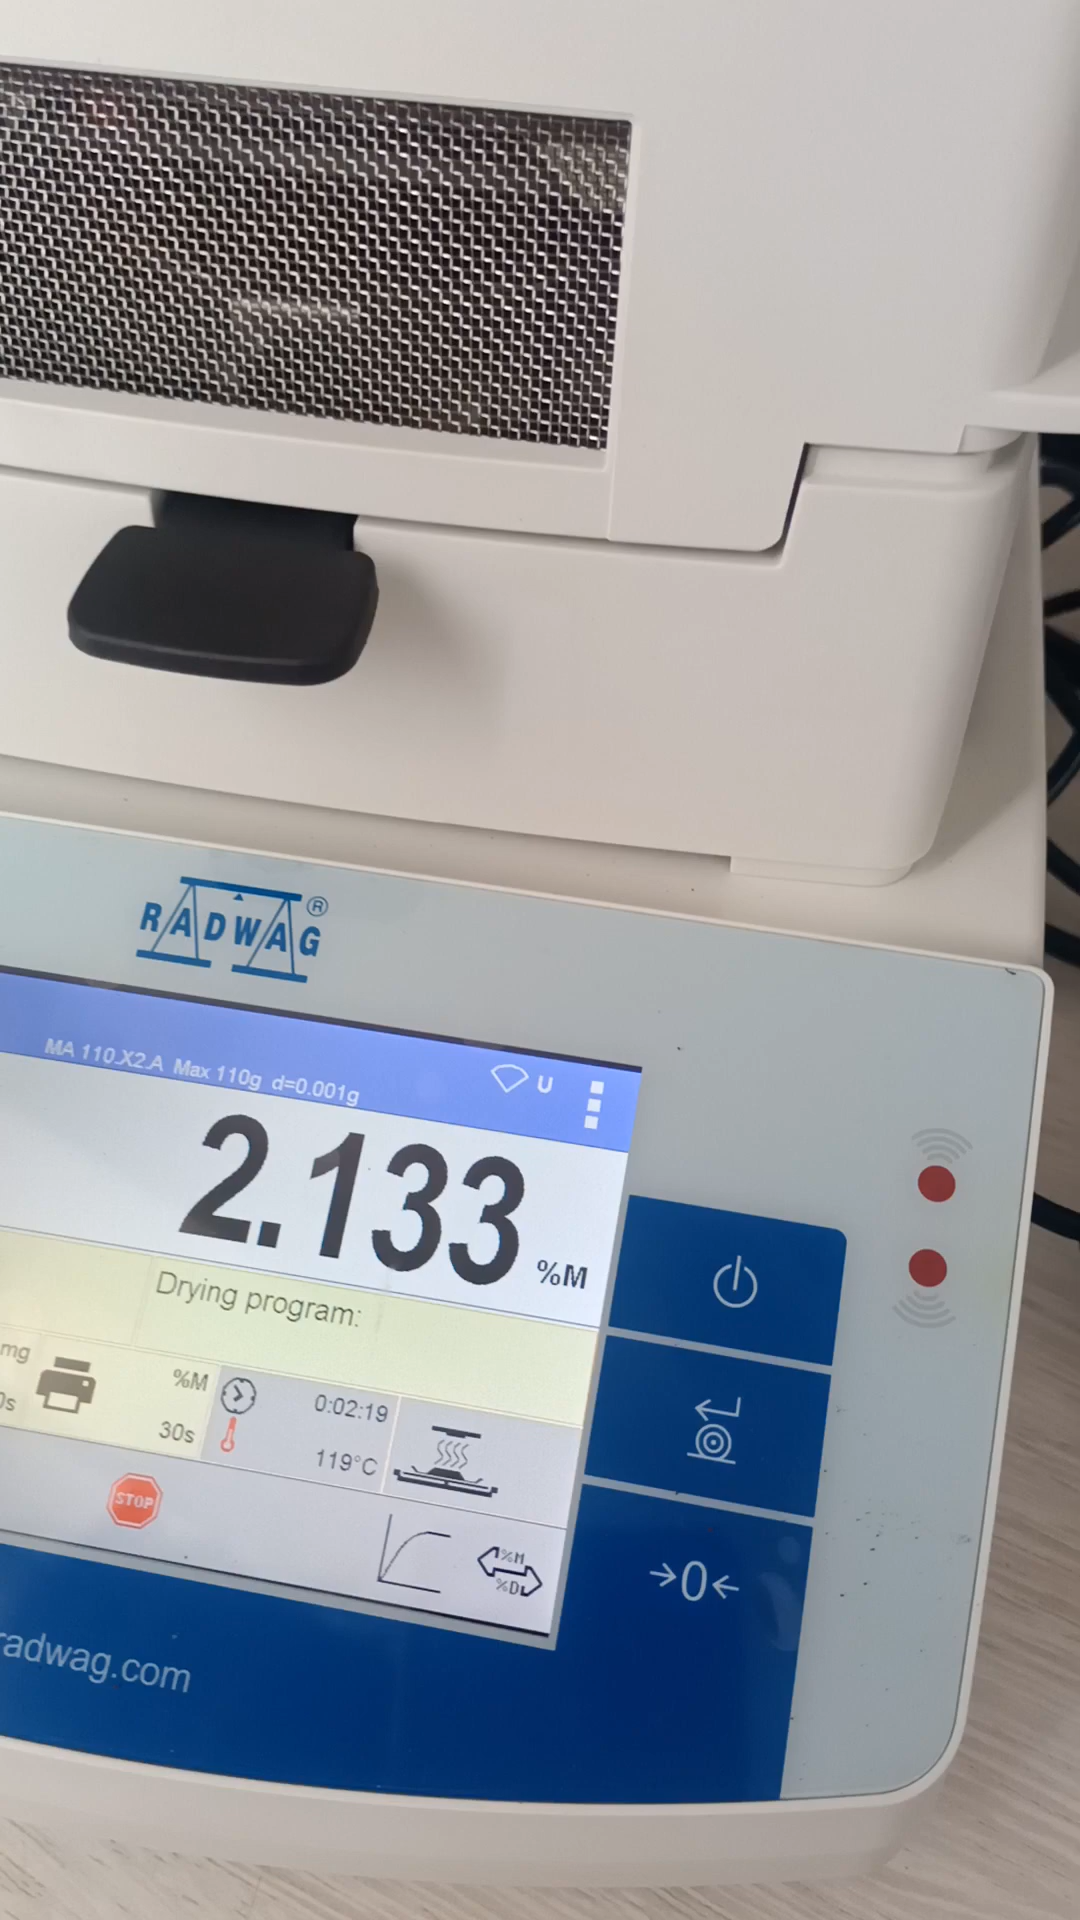 RADWAG®
MA 110.X2.A Max 110g d=0.001g
U
2.133 %M
Drying program:
mg
%M
0:02:19
0s
30s
119°C
STOP
%M
%D
→0←
radwag.com